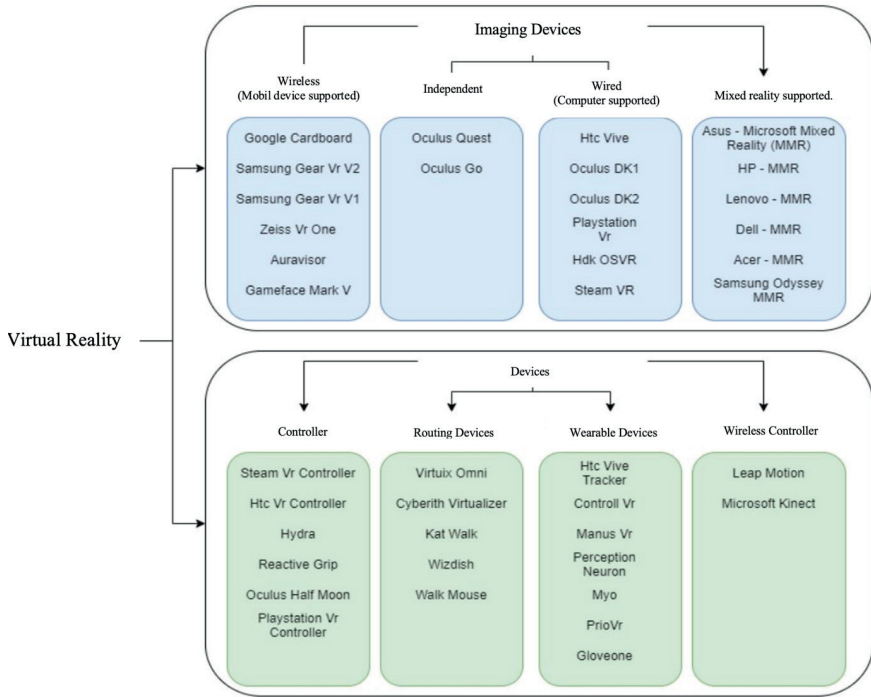 Imaging Devices
Wireless
(Mobil device supported)
Independent
Wired
(Computer supported)
Mixed reality supported.
Google Cardboard
Samsung Gear Vr V2
Samsung Gear Vr V1
Zeiss Vr One
Auravisor
Gameface Mark V
Oculus Quest
Oculus Go
Htc Vive
Oculus DK1
Oculus DK2
Playstation
Vr
Hdk OSVR
Steam VR
Asus - Microsoft Mixed
Reality (MMR)
HP - MMR
Lenovo - MMR
Dell - MMR
Acer - MMR
Samsung Odyssey
MMR
Virtual Reality
Devices
Controller
Routing Devices
Wearable Devices
Wireless Controller
Steam Vr Controller
Htc Vr Controller
Hydra
Reactive Grip
Oculus Half Moon
Playstation Vr
Controller
Virtuix Omni
Cyberith Virtualizer
Kat Walk
Wizdish
Walk Mouse
Htc Vive
Tracker
Controll Vr
Manus Vr
Perception
Neuron
Myo
PrioVr
Gloveone
Leap Motion
Microsoft Kinect